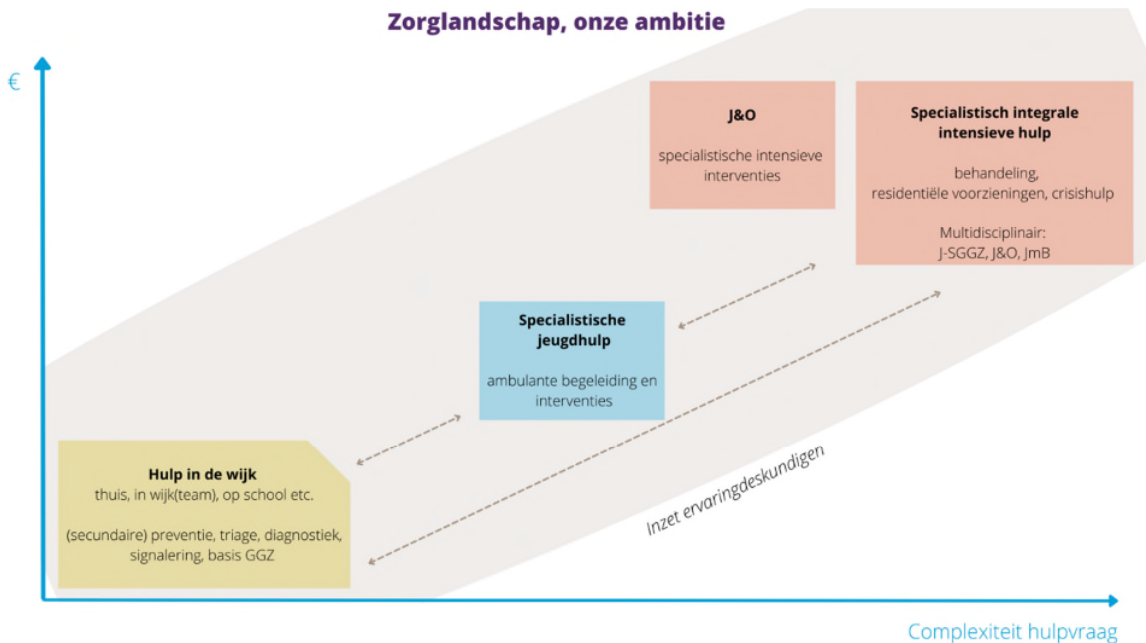 Zorglandschap, onze ambitie
€
J&O
specialistische intensieve
interventies
Specialistisch integrale
intensieve hulp
behandeling,
residentiële voorzieningen, crisishulp
Multidisciplinair:
J-SGGZ, J&O, JmB
Specialistische
jeugdhulp
ambulante begeleiding en
interventies
Hulp in de wijk
thuis, in wijk(team), op school etc.
(secundaire) preventie, triage, diagnostiek,
signalering, basis GGZ
Inzet ervaringdeskundigen
Complexiteit hulpvraag